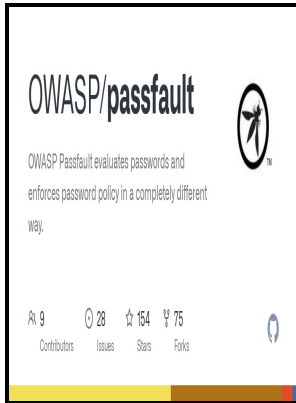 OWASP/passfault
OWASP Passfault evaluates passwords and
enforces password policy in a completely different
way.
9 28 154 75
Contributors Issues Stars Forks
TM